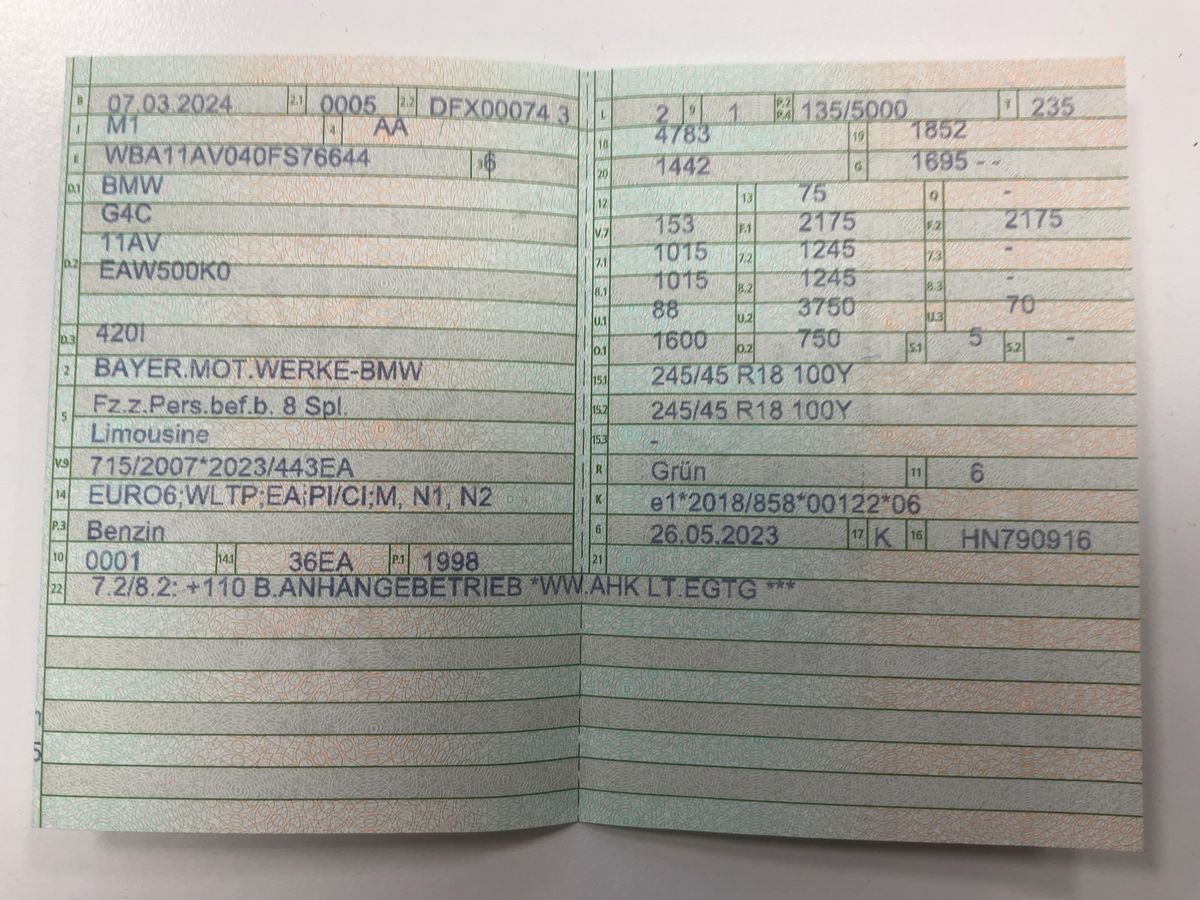 B 07.03.2024 2.1 0005 2.2 DFX00074 3
J M1 4 AA
E WBA11AV040FS76644 3 6
D.1 BMW
G4C
D.2 11AV
EAW500K0
D.3 420I
2 BAYER.MOT.WERKE-BMW
5 Fz.z.Pers.bef.b. 8 Spl.
Limousine
V.9 715/2007*2023/443EA
14 EURO6;WLTP;EA;PI/CI;M, N1, N2
P.3 Benzin
10 0001 14.1 36EA P.1 1998
L 2 9 1 P.2 P.4 135/5000 T 235
18 4783 19 1852
20 1442 G 1695 - -
12 13 75 Q -
V.7 153 F.1 2175 F.2 2175
7.1 1015 7.2 1245 7.3 -
8.1 1015 8.2 1245 8.3 -
U.1 88 U.2 3750 U.3 70
O.1 1600 O.2 750 S.1 5 S.2 -
15.1 245/45 R18 100Y
15.2 245/45 R18 100Y
15.3 -
R Grün 11 6
K e1*2018/858*00122*06
6 26.05.2023 17 K 16 HN790916
21
22 7.2/8.2: +110 B.ANHÄNGEBETRIEB *WW.AHK LT.EGTG ***